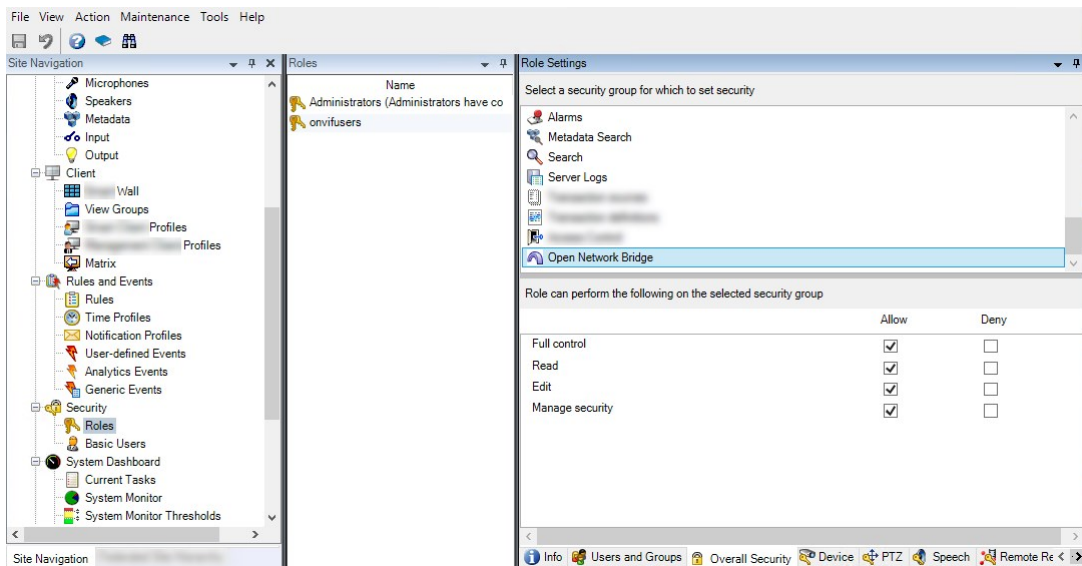 File View Action Maintenance Tools Help
Site Navigation
Microphones
Speakers
Metadata
Input
Output
Client
Wall
View Groups
Profiles
Profiles
Matrix
Rules and Events
Rules
Time Profiles
Notification Profiles
User-defined Events
Analytics Events
Generic Events
Security
Roles
Basic Users
System Dashboard
Current Tasks
System Monitor
System Monitor Thresholds
Site Navigation
Roles
Name
Administrators (Administrators have co
onvifusers
Role Settings
Select a security group for which to set security
Alarms
Metadata Search
Search
Server Logs
Open Network Bridge
Role can perform the following on the selected security group
Allow Deny
Full control
Read
Edit
Manage security
Info Users and Groups Overall Security Device PTZ Speech Remote Re